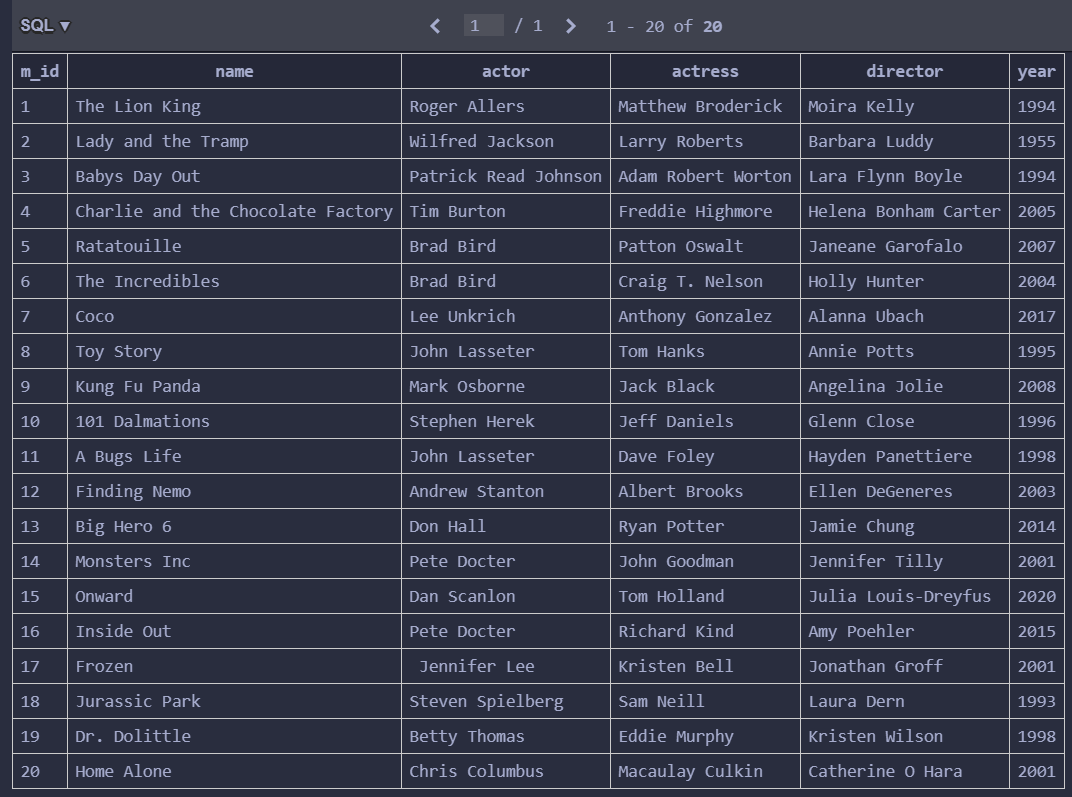 SQL ▼ < 1 / 1 > 1 - 20 of 20
m_id name actor actress director year
1 The Lion King Roger Allers Matthew Broderick Moira Kelly 1994
2 Lady and the Tramp Wilfred Jackson Larry Roberts Barbara Luddy 1955
3 Babys Day Out Patrick Read Johnson Adam Robert Worton Lara Flynn Boyle 1994
4 Charlie and the Chocolate Factory Tim Burton Freddie Highmore Helena Bonham Carter 2005
5 Ratatouille Brad Bird Patton Oswalt Janeane Garofalo 2007
6 The Incredibles Brad Bird Craig T. Nelson Holly Hunter 2004
7 Coco Lee Unkrich Anthony Gonzalez Alanna Ubach 2017
8 Toy Story John Lasseter Tom Hanks Annie Potts 1995
9 Kung Fu Panda Mark Osborne Jack Black Angelina Jolie 2008
10 101 Dalmations Stephen Herek Jeff Daniels Glenn Close 1996
11 A Bugs Life John Lasseter Dave Foley Hayden Panettiere 1998
12 Finding Nemo Andrew Stanton Albert Brooks Ellen DeGeneres 2003
13 Big Hero 6 Don Hall Ryan Potter Jamie Chung 2014
14 Monsters Inc Pete Docter John Goodman Jennifer Tilly 2001
15 Onward Dan Scanlon Tom Holland Julia Louis-Dreyfus 2020
16 Inside Out Pete Docter Richard Kind Amy Poehler 2015
17 Frozen Jennifer Lee Kristen Bell Jonathan Groff 2001
18 Jurassic Park Steven Spielberg Sam Neill Laura Dern 1993
19 Dr. Dolittle Betty Thomas Eddie Murphy Kristen Wilson 1998
20 Home Alone Chris Columbus Macaulay Culkin Catherine O Hara 2001